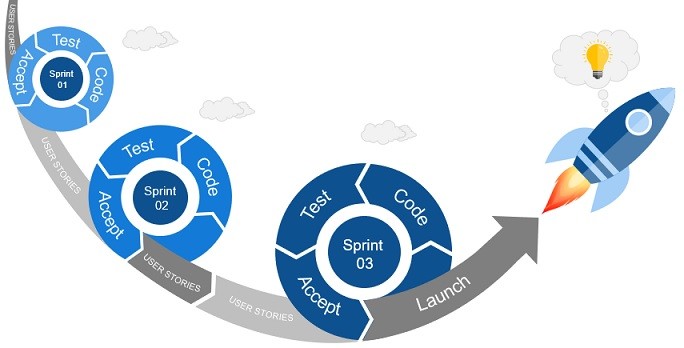 USER STORIES
Test
Code
Accept
Sprint
01
USER STORIES
Test
Code
Accept
Sprint
02
USER STORIES
USER STORIES
Test
Code
Accept
Sprint
03
Launch